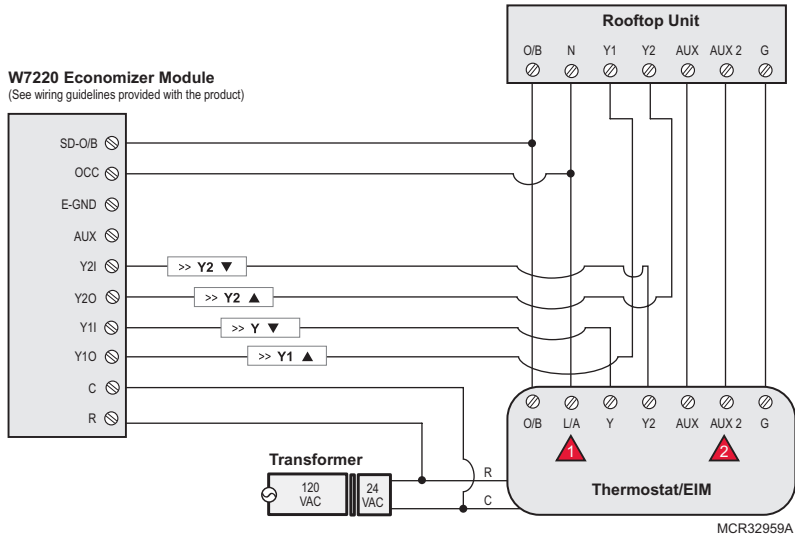 Rooftop Unit
O/B N Y1 Y2 AUX AUX 2 G
W7220 Economizer Module
(See wiring guidelines provided with the product)
SD-O/B
OCC
E-GND
AUX
Y2I >> Y2 ▼
Y2O >> Y2 ▲
Y1I >> Y ▼
Y1O >> Y1 ▲
C
R
O/B L/A Y Y2 AUX AUX 2 G
1 2
Transformer
120 VAC
24 VAC
R
C
Thermostat/EIM
MCR32959A